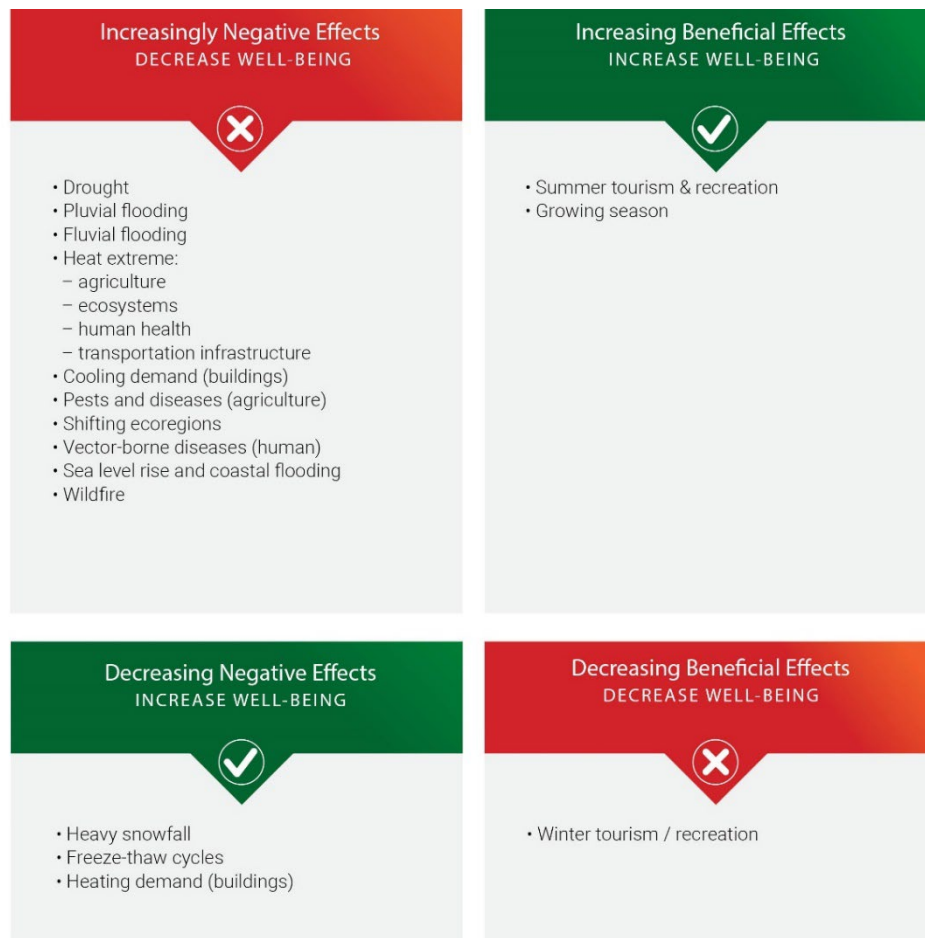 Increasingly Negative Effects
DECREASE WELL-BEING
• Drought
• Pluvial flooding
• Fluvial flooding
• Heat extreme:
– agriculture
– ecosystems
– human health
– transportation infrastructure
• Cooling demand (buildings)
• Pests and diseases (agriculture)
• Shifting ecoregions
• Vector-borne diseases (human)
• Sea level rise and coastal flooding
• Wildfire
Increasing Beneficial Effects
INCREASE WELL-BEING
• Summer tourism & recreation
• Growing season
Decreasing Negative Effects
INCREASE WELL-BEING
• Heavy snowfall
• Freeze-thaw cycles
• Heating demand (buildings)
Decreasing Beneficial Effects
DECREASE WELL-BEING
• Winter tourism / recreation